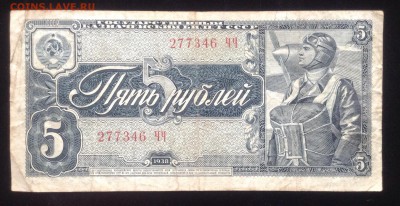 COINS.LAVE.RU
ГОСУДАРСТВЕННЫЙ
КАЗНАЧЕЙСКИЙ БИЛЕТ СССР
277346 ЧЧ
5
Пять рублей
5
277346 ЧЧ
5
1938